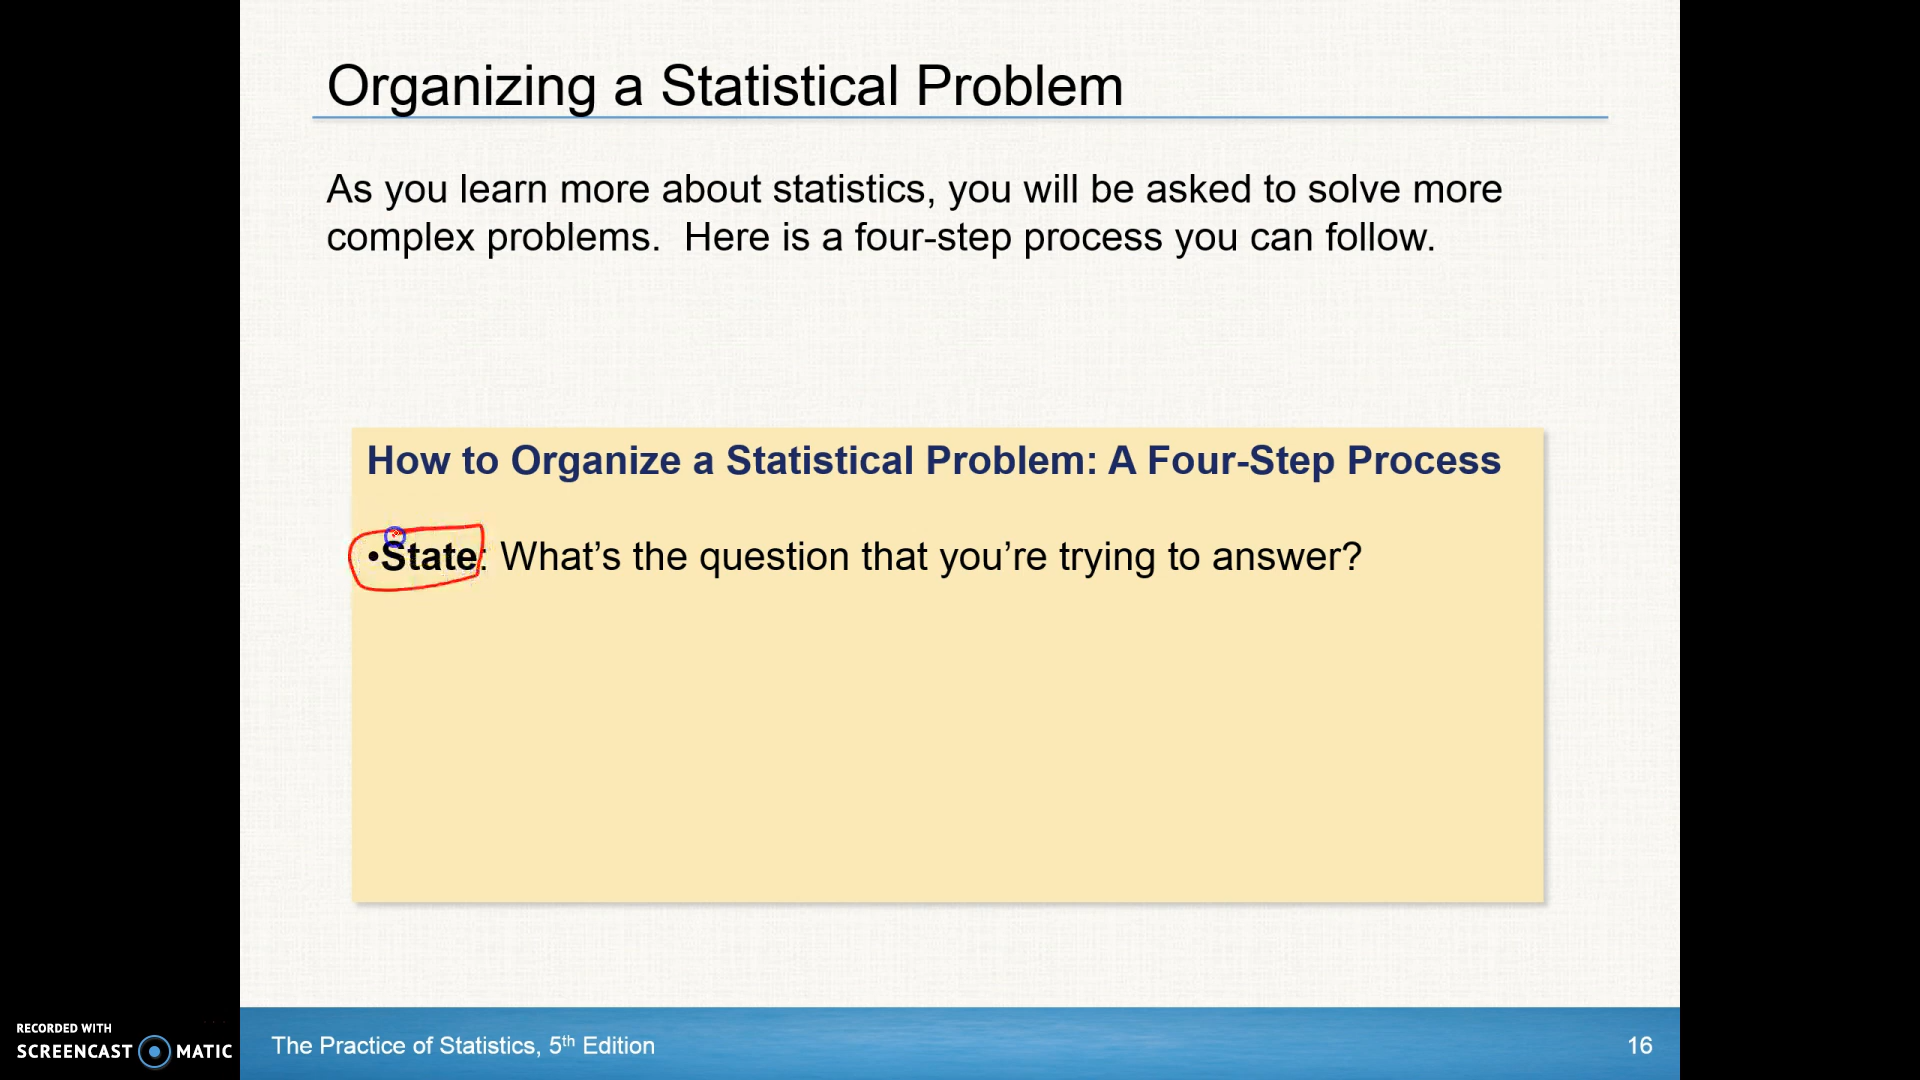 Organizing a Statistical Problem
As you learn more about statistics, you will be asked to solve more
complex problems.  Here is a four-step process you can follow.
How to Organize a Statistical Problem: A Four-Step Process
•State: What’s the question that you’re trying to answer?
RECORDED WITH
SCREENCAST MATIC
The Practice of Statistics, 5th Edition
16